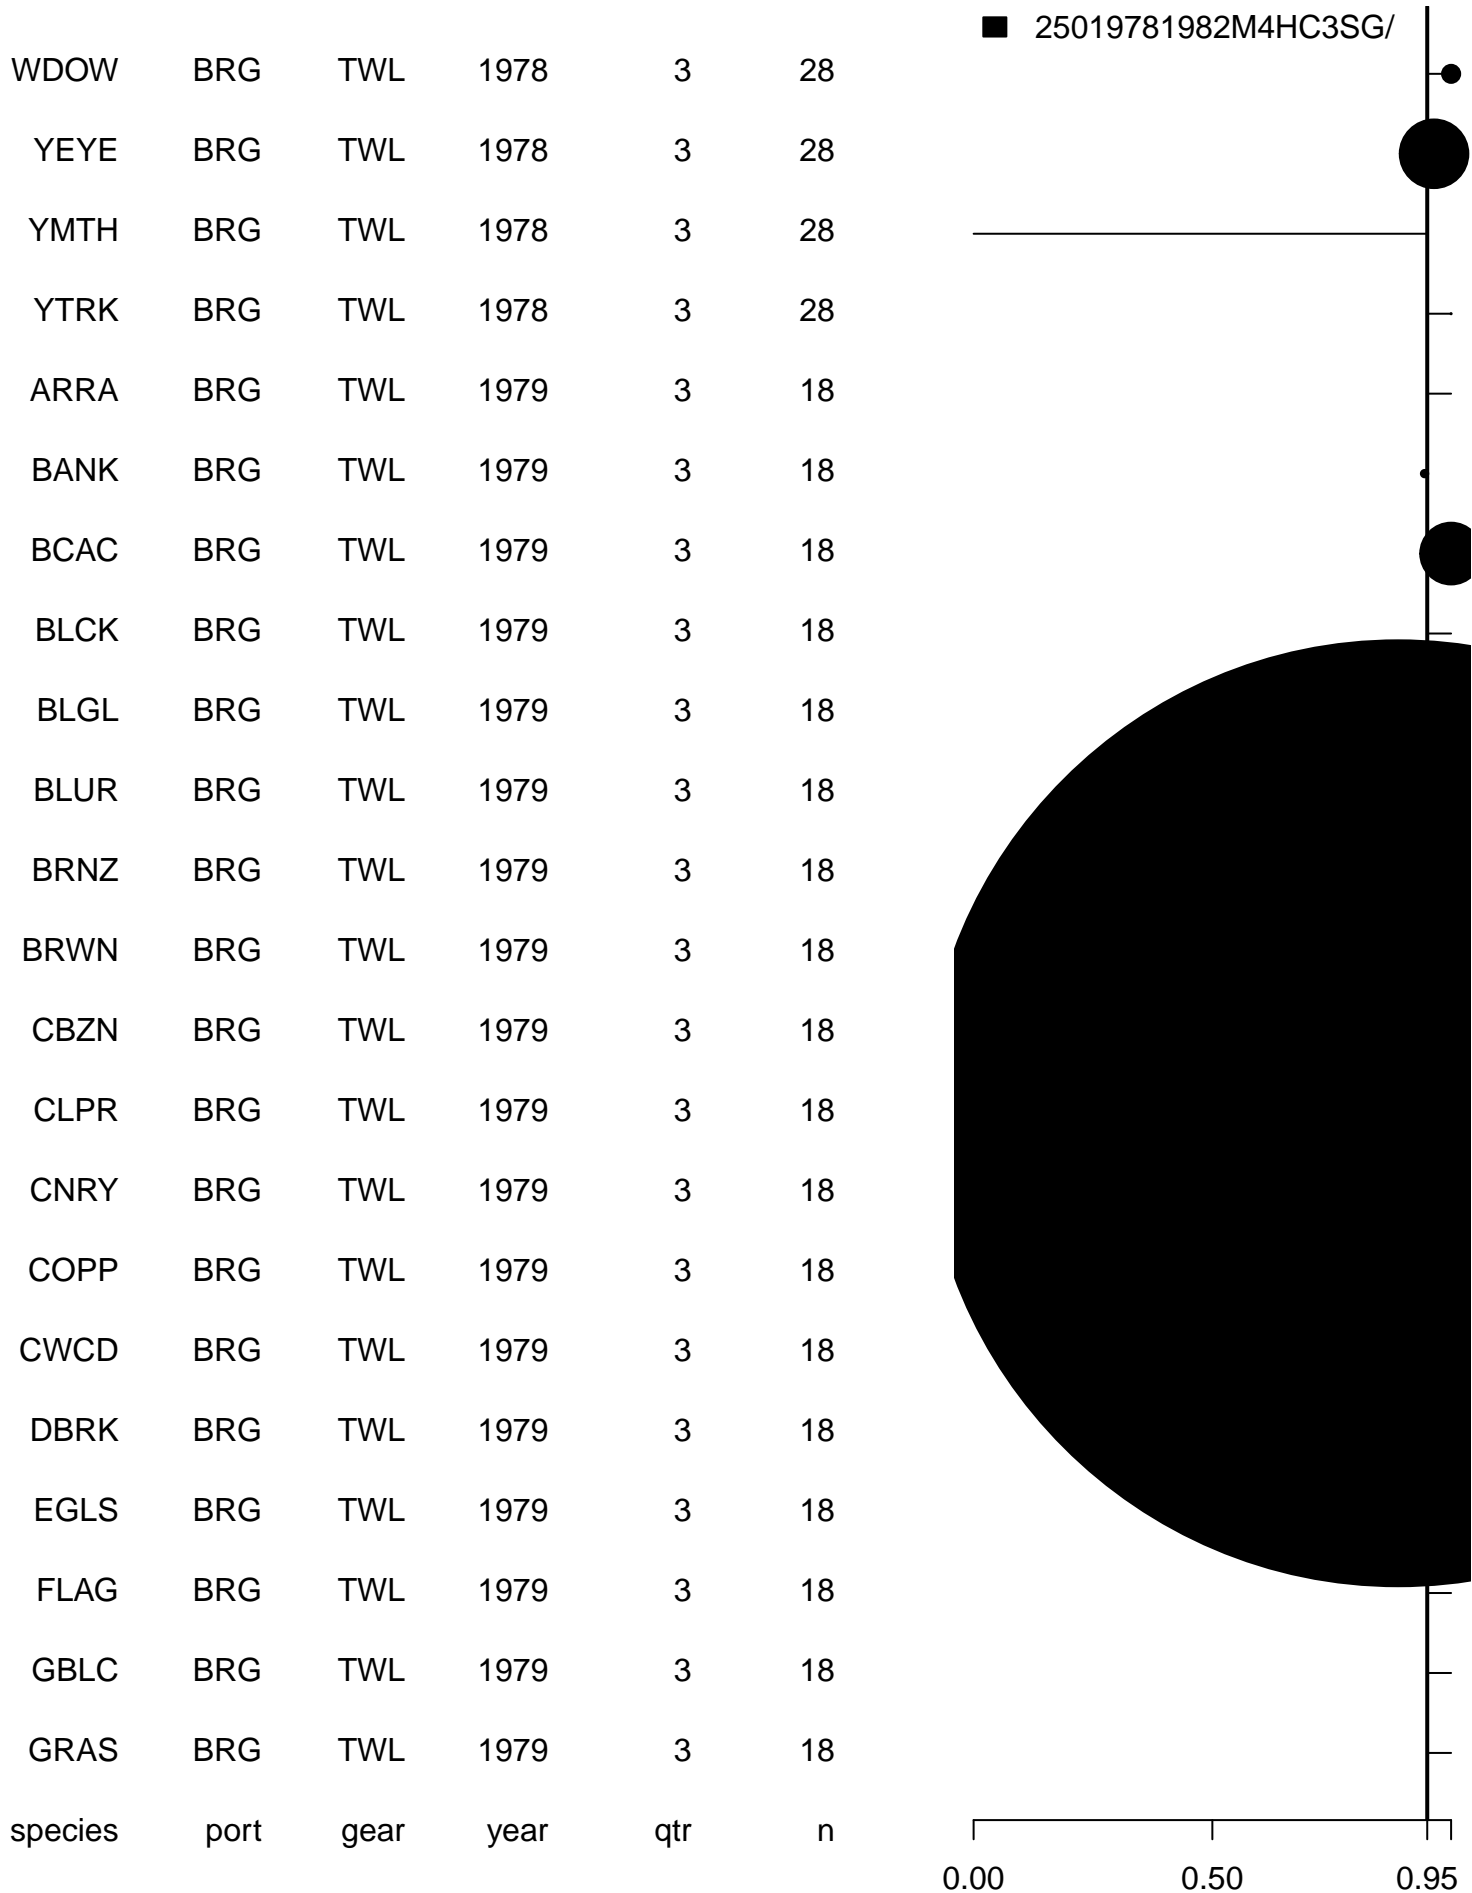 25019781982M4HC3SG/
WDOW BRG TWL 1978 3 28
YEYE BRG TWL 1978 3 28
YMTH BRG TWL 1978 3 28
YTRK BRG TWL 1978 3 28
ARRA BRG TWL 1979 3 18
BANK BRG TWL 1979 3 18
BCAC BRG TWL 1979 3 18
BLCK BRG TWL 1979 3 18
BLGL BRG TWL 1979 3 18
BLUR BRG TWL 1979 3 18
BRNZ BRG TWL 1979 3 18
BRWN BRG TWL 1979 3 18
CBZN BRG TWL 1979 3 18
CLPR BRG TWL 1979 3 18
CNRY BRG TWL 1979 3 18
COPP BRG TWL 1979 3 18
CWCD BRG TWL 1979 3 18
DBRK BRG TWL 1979 3 18
EGLS BRG TWL 1979 3 18
FLAG BRG TWL 1979 3 18
GBLC BRG TWL 1979 3 18
GRAS BRG TWL 1979 3 18
species port gear year qtr n
0.00 0.50 0.95